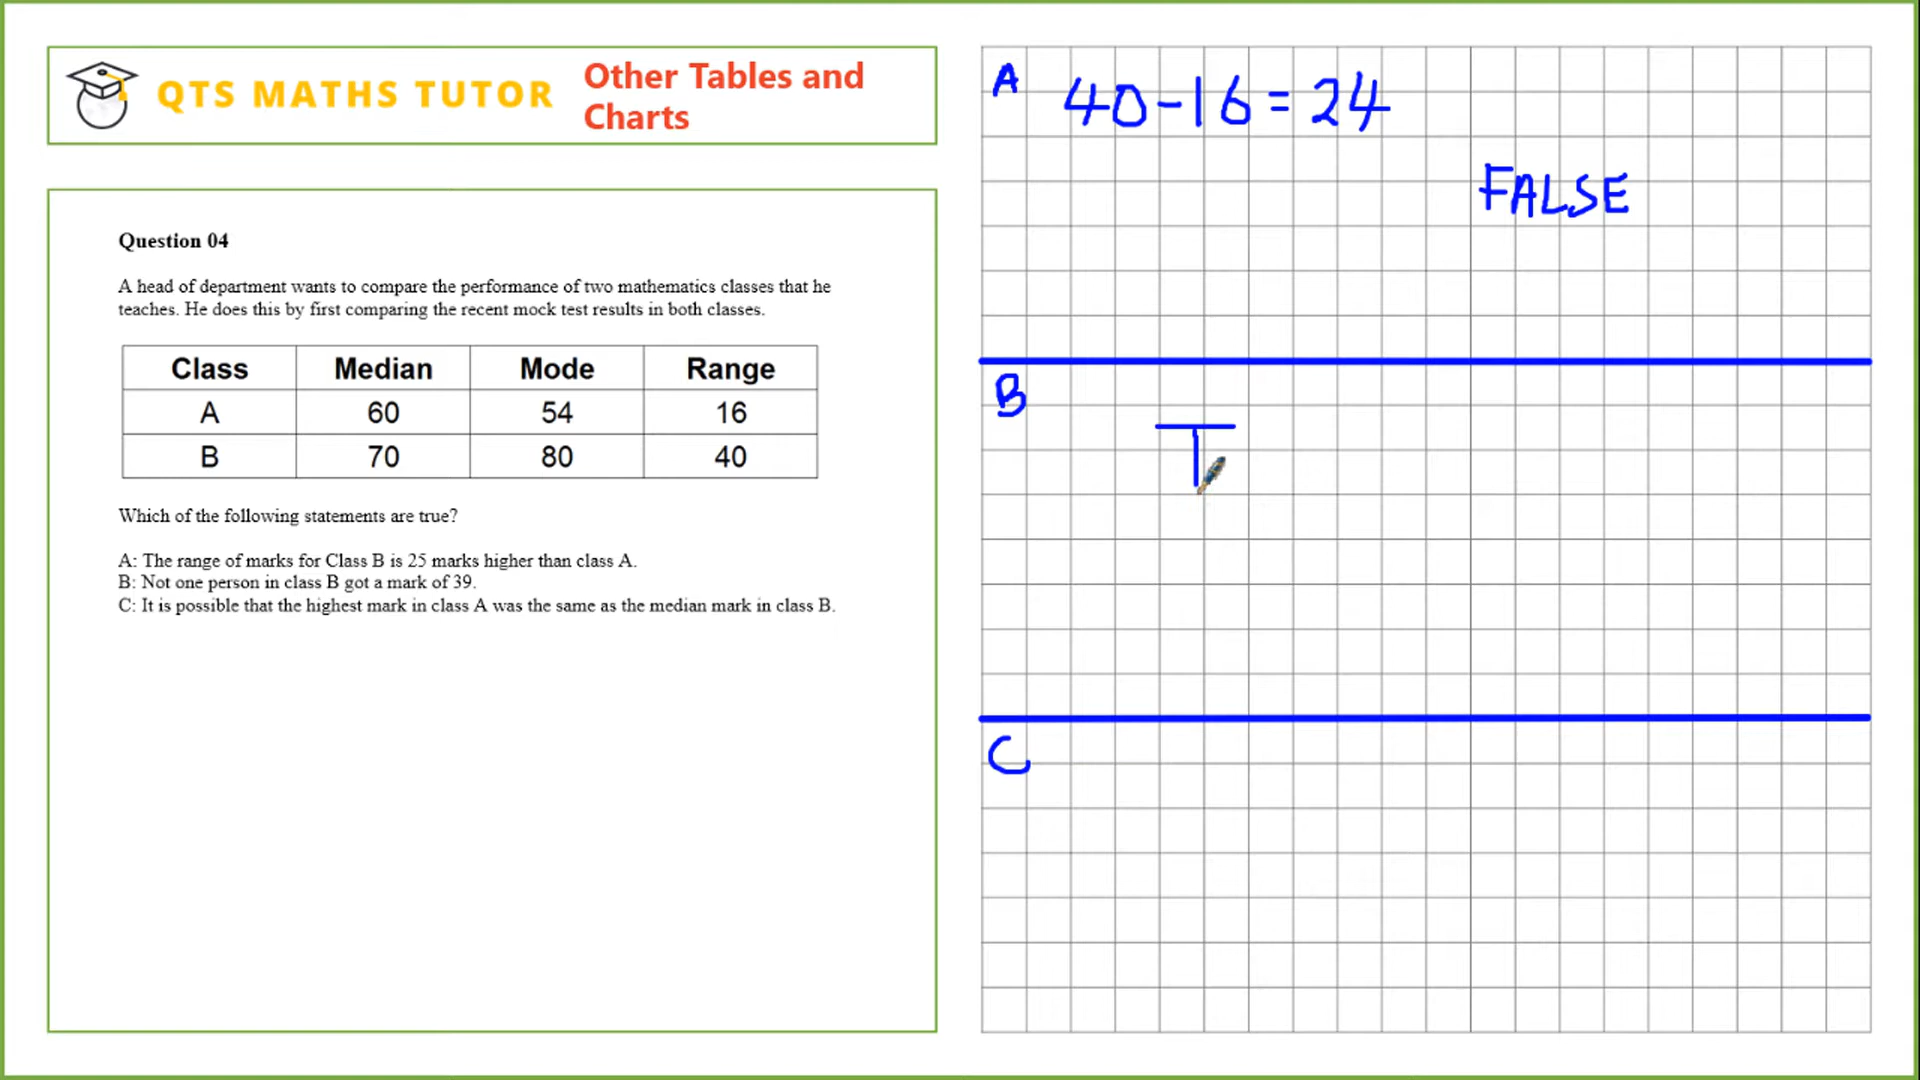 QTS MATHS TUTOR
Other Tables and
Charts
Question 04
A head of department wants to compare the performance of two mathematics classes that he
teaches. He does this by first comparing the recent mock test results in both classes.
Class Median Mode Range
A 60 54 16
B 70 80 40
Which of the following statements are true?
A: The range of marks for Class B is 25 marks higher than class A.
B: Not one person in class B got a mark of 39.
C: It is possible that the highest mark in class A was the same as the median mark in class B.
A 40-16=24
FALSE
B
T
C